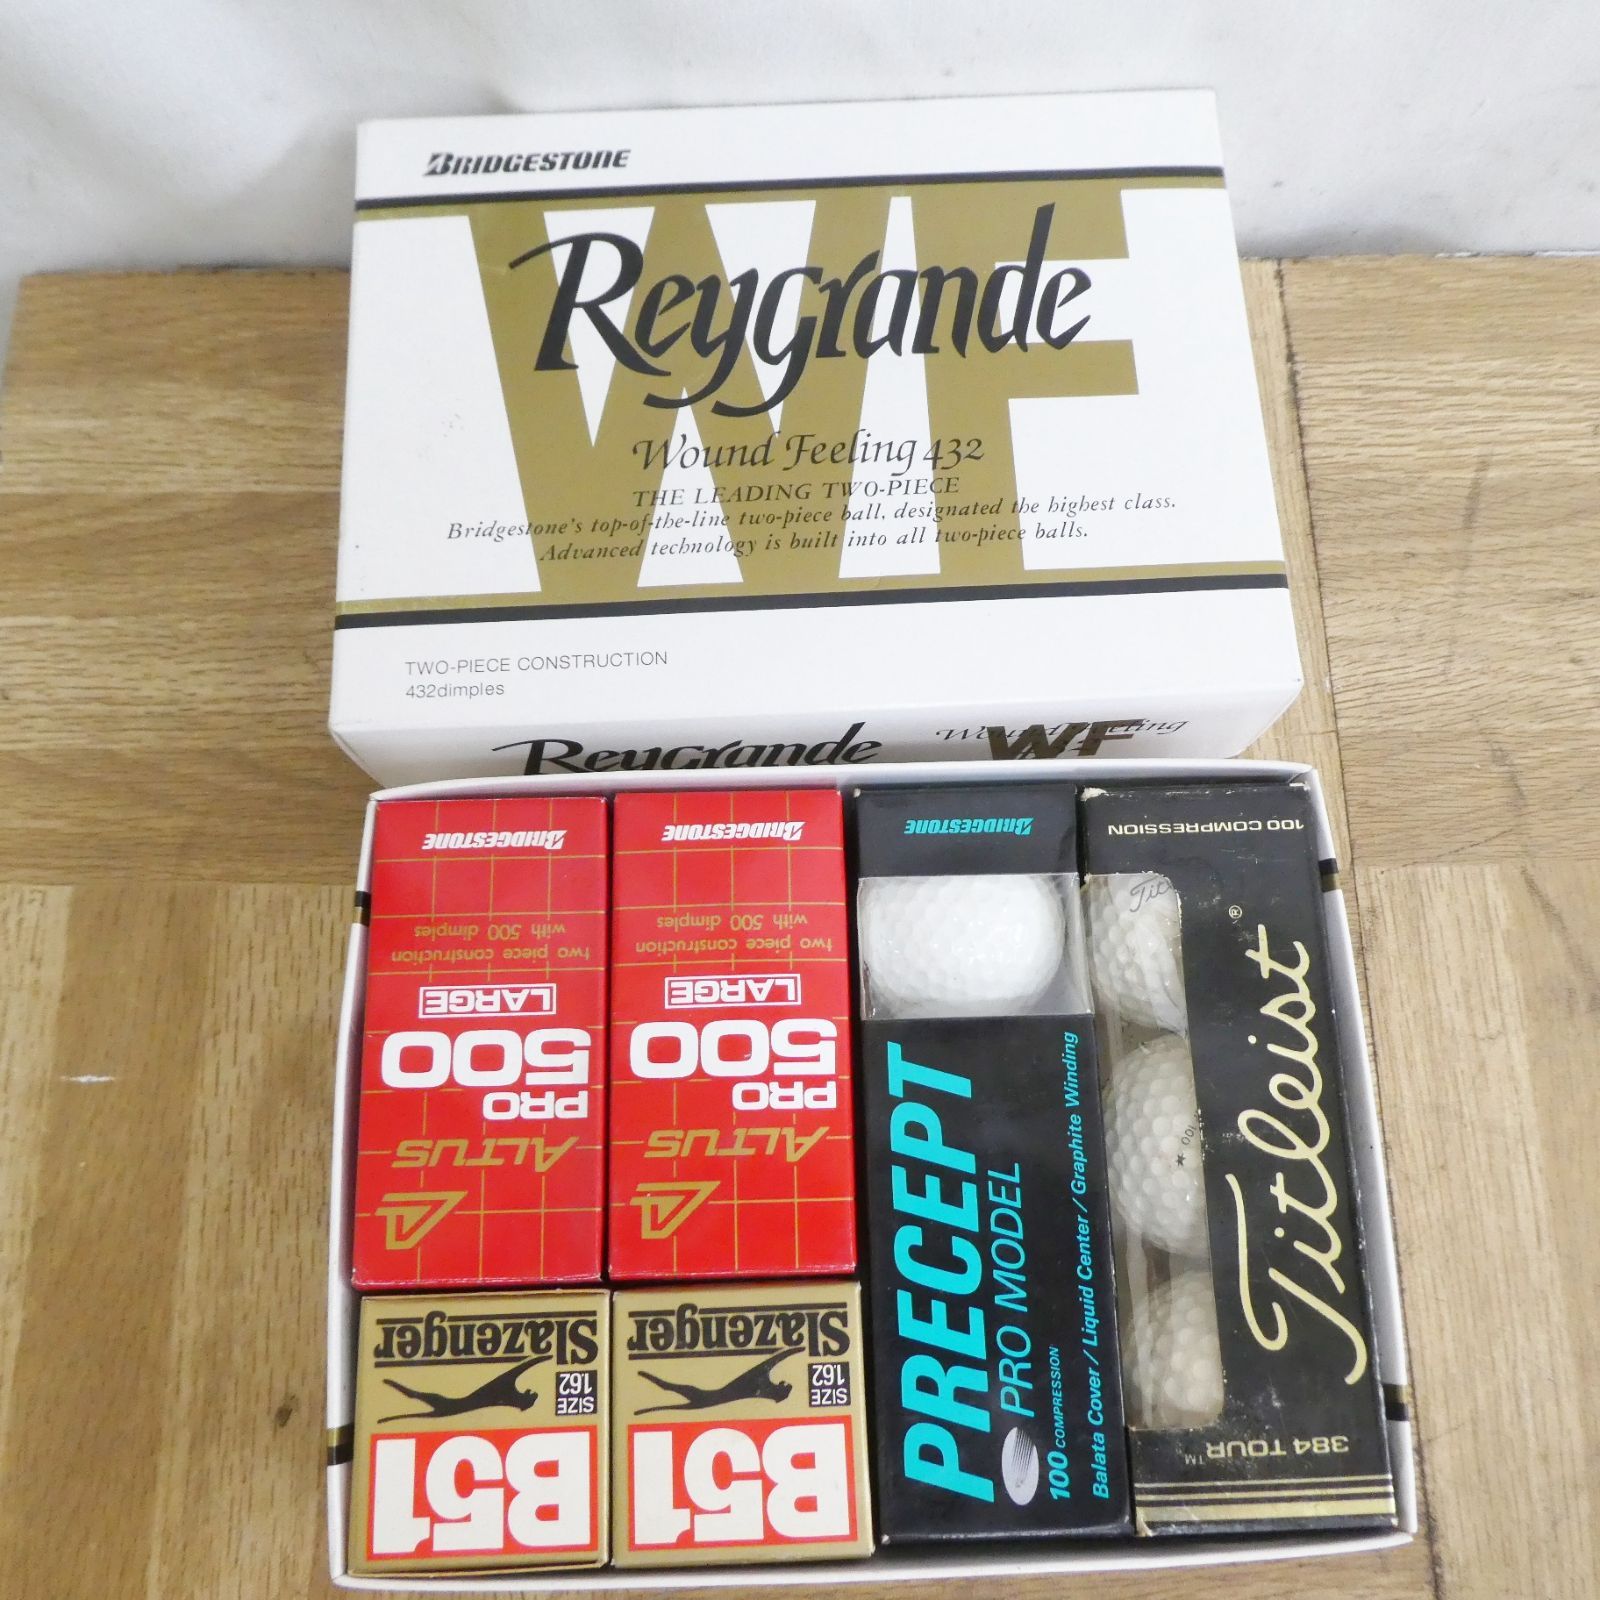 BRIDGESTONE
WF
Reygrande
Wound Feeling 432
THE LEADING TWO-PIECE
Bridgestone's top-of-the-line two-piece ball, designated the highest class.
Advanced technology is built into all two-piece balls.
TWO-PIECE CONSTRUCTION
432dimples
Reygrande
Wound Feeling
WF
BRIDGESTONE
with 500 dimples
two piece construction
LARGE
500
PRO
ALTUS
BRIDGESTONE
with 500 dimples
two piece construction
LARGE
500
PRO
ALTUS
Slazenger
SIZE
1.62
B51
Slazenger
SIZE
1.62
B51
BRIDGESTONE
PRECEPT
PRO MODEL
100 COMPRESSION
Balata Cover / Liquid Center / Graphite Winding
100 COMPRESSION
Titleist®
384 TOUR™
100